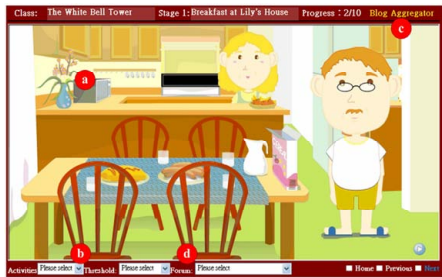 Class: The White Bell Tower Stage 1: Breakfast at Lily's House Progress : 2/10 Blog Aggregator
c
a
b
d
Activities Please select Threshold: Please select Forum: Please select Home Previous Next